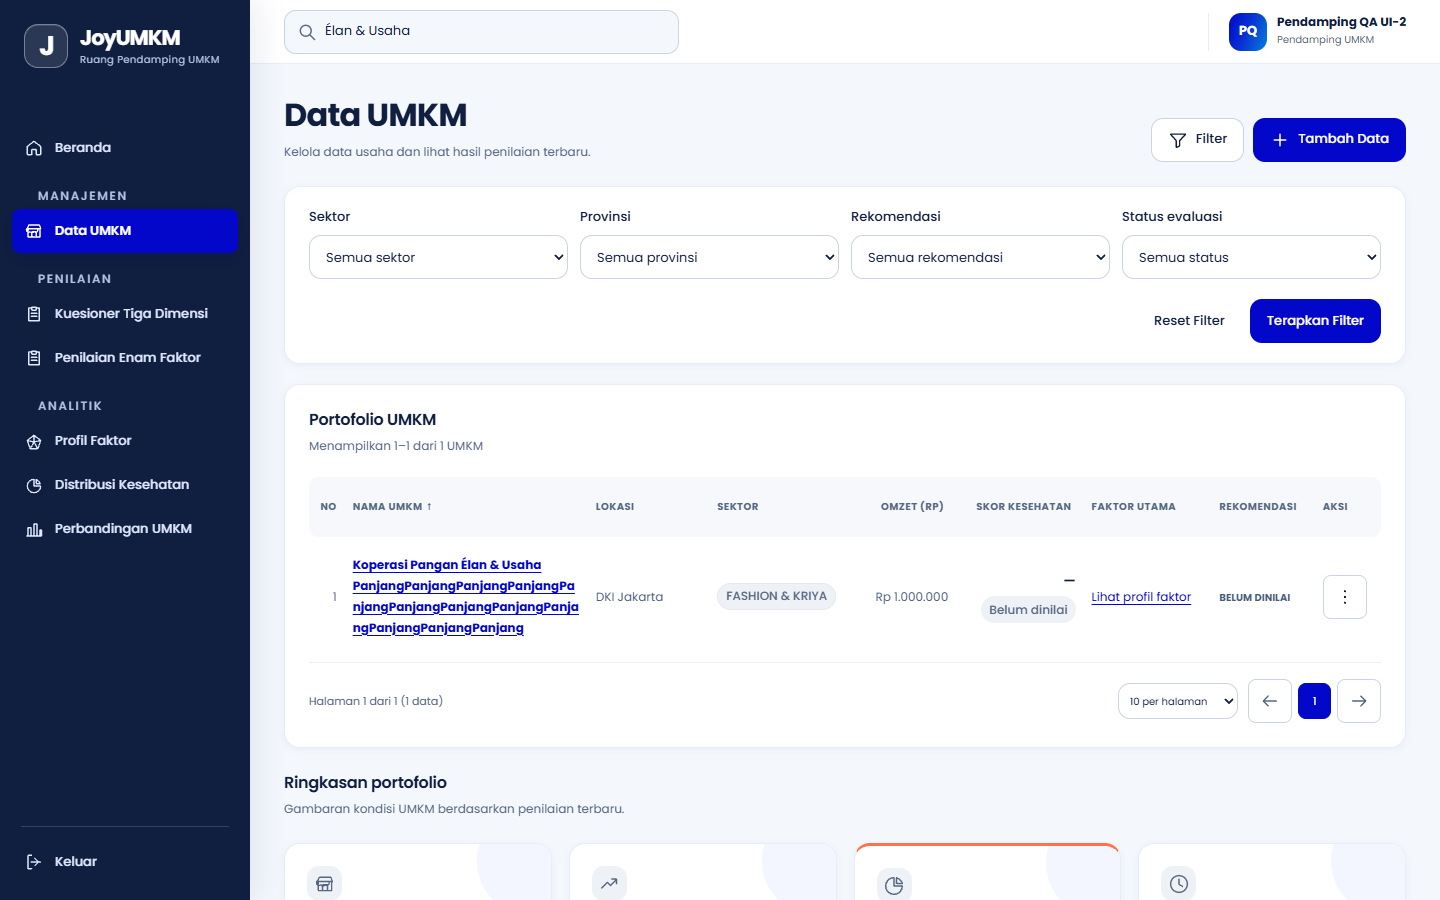 J
JoyUMKM
Ruang Pendamping UMKM
Beranda
MANAJEMEN
Data UMKM
PENILAIAN
Kuesioner Tiga Dimensi
Penilaian Enam Faktor
ANALITIK
Profil Faktor
Distribusi Kesehatan
Perbandingan UMKM
Keluar
Élan & Usaha
PQ
Pendamping QA UI-2
Pendamping UMKM
Data UMKM
Kelola data usaha dan lihat hasil penilaian terbaru.
Filter
Tambah Data
Sektor
Provinsi
Rekomendasi
Status evaluasi
Semua sektor
Semua provinsi
Semua rekomendasi
Semua status
Reset Filter
Terapkan Filter
Portofolio UMKM
Menampilkan 1–1 dari 1 UMKM
NO NAMA UMKM ↑ LOKASI SEKTOR OMZET (RP) SKOR KESEHATAN FAKTOR UTAMA REKOMENDASI AKSI
1
Koperasi Pangan Élan & Usaha
PanjangPanjangPanjangPanjangPa
njangPanjangPanjangPanjangPanja
ngPanjangPanjangPanjang
DKI Jakarta
FASHION & KRIYA
Rp 1.000.000
—
Belum dinilai
Lihat profil faktor
BELUM DINILAI
Halaman 1 dari 1 (1 data)
10 per halaman
1
Ringkasan portofolio
Gambaran kondisi UMKM berdasarkan penilaian terbaru.